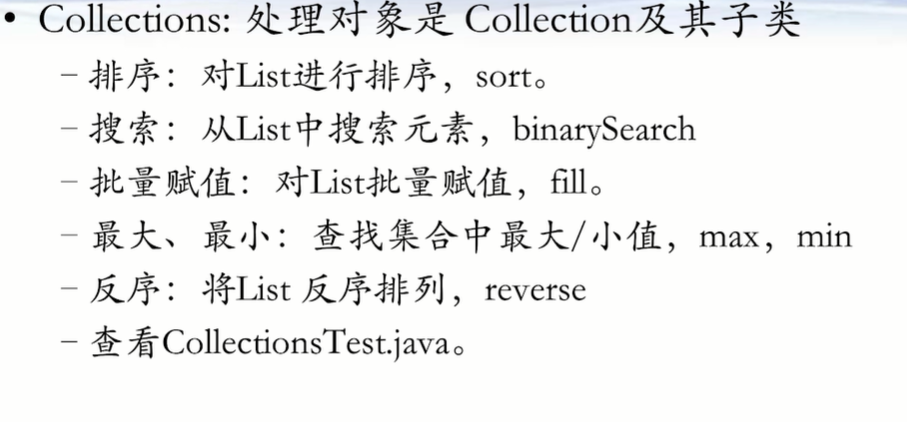 • Collections: 处理对象是 Collection及其子类
– 排序：对List进行排序，sort。
– 搜索：从List中搜索元素，binarySearch
– 批量赋值：对List批量赋值，fill。
– 最大、最小：查找集合中最大/小值，max，min
– 反序：将List 反序排列，reverse
– 查看CollectionsTest.java。